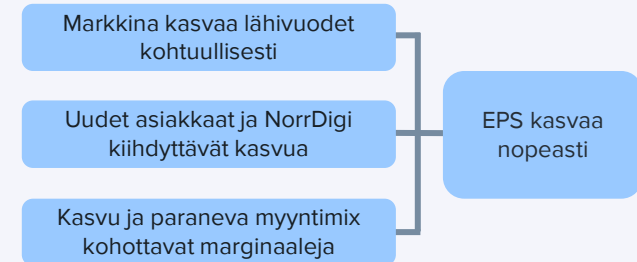 Markkina kasvaa lähivuodet
kohtuullisesti
Uudet asiakkaat ja NorrDigi
kiihdyttävät kasvua
EPS kasvaa
nopeasti
Kasvu ja paraneva myyntimix
kohottavat marginaaleja